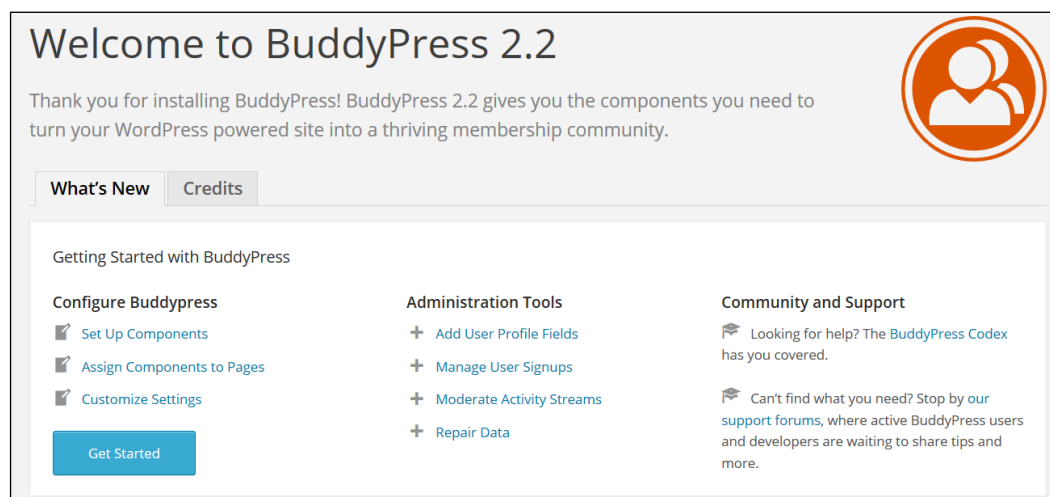 Welcome to BuddyPress 2.2
Thank you for installing BuddyPress! BuddyPress 2.2 gives you the components you need to
turn your WordPress powered site into a thriving membership community.
What's New
Credits
Getting Started with BuddyPress
Configure Buddypress
Set Up Components
Assign Components to Pages
Customize Settings
Get Started
Administration Tools
Add User Profile Fields
Manage User Signups
Moderate Activity Streams
Repair Data
Community and Support
Looking for help? The BuddyPress Codex
has you covered.
Can't find what you need? Stop by our
support forums, where active BuddyPress users
and developers are waiting to share tips and
more.